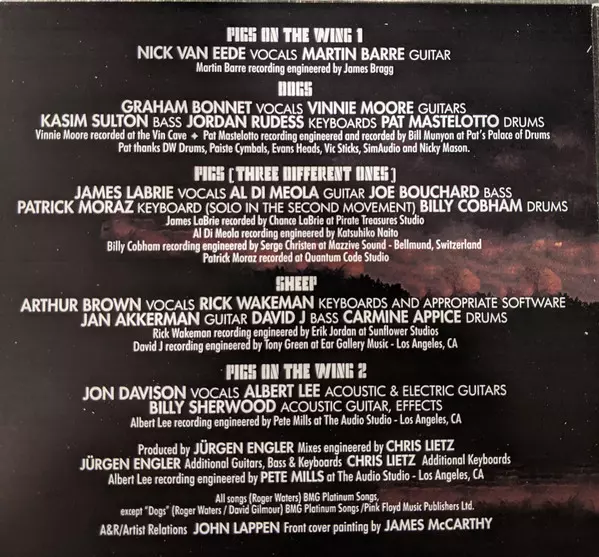 PIGS ON THE WING 1
NICK VAN EEDE VOCALS MARTIN BARRE GUITAR
Martin Barre recording engineered by James Bragg
DOGS
GRAHAM BONNET VOCALS VINNIE MOORE GUITARS
KASIM SULTON BASS JORDAN RUDESS KEYBOARDS PAT MASTELOTTO DRUMS
Vinnie Moore recorded at the Vin Cave ✦ Pat Mastelotto recording engineered and recorded by Bill Munyon at Pat's Palace of Drums
Pat thanks DW Drums, Paiste Cymbals, Evans Heads, Vic Sticks, SimAudio and Nicky Mason.
PIGS (THREE DIFFERENT ONES)
JAMES LABRIE VOCALS AL DI MEOLA GUITAR JOE BOUCHARD BASS
PATRICK MORAZ KEYBOARD (SOLO IN THE SECOND MOVEMENT) BILLY COBHAM DRUMS
James LaBrie recorded by Chance LaBrie at Pirate Treasures Studio
Al Di Meola recording engineered by Katsuhiko Naito
Billy Cobham recording engineered by Serge Christen at Mazzive Sound - Bellmund, Switzerland
Patrick Moraz recorded at Quantum Code Studio
SHEEP
ARTHUR BROWN VOCALS RICK WAKEMAN KEYBOARDS AND APPROPRIATE SOFTWARE
JAN AKKERMAN GUITAR DAVID J BASS CARMINE APPICE DRUMS
Rick Wakeman recording engineered by Erik Jordan at Sunflower Studios
David J recording engineered by Tony Green at Ear Gallery Music - Los Angeles, CA
PIGS ON THE WING 2
JON DAVISON VOCALS ALBERT LEE ACOUSTIC & ELECTRIC GUITARS
BILLY SHERWOOD ACOUSTIC GUITAR, EFFECTS
Albert Lee recording engineered by Pete Mills at The Audio Studio - Los Angeles, CA
Produced by JÜRGEN ENGLER Mixes engineered by CHRIS LIETZ
JÜRGEN ENGLER Additional Guitars, Bass & Keyboards CHRIS LIETZ Additional Keyboards
Albert Lee recording engineered by PETE MILLS at The Audio Studio - Los Angeles, CA
All songs (Roger Waters) BMG Platinum Songs,
except "Dogs" (Roger Waters / David Gilmour) BMG Platinum Songs /Pink Floyd Music Publishers Ltd.
A&R/Artist Relations JOHN LAPPEN Front cover painting by JAMES McCARTHY